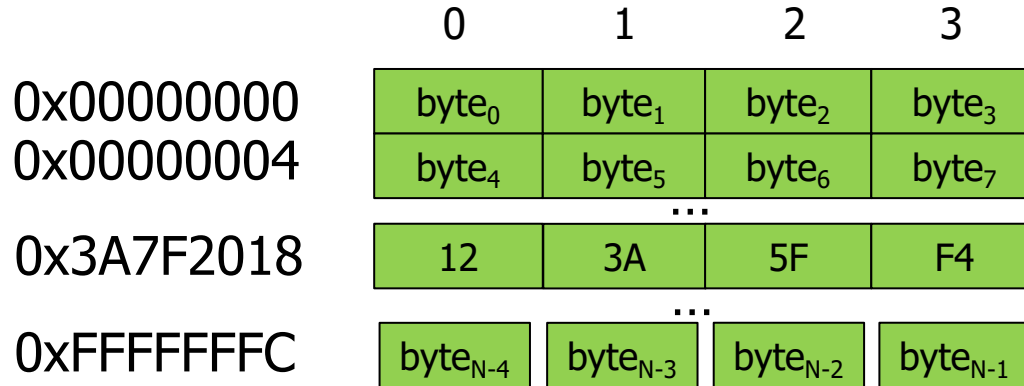 0 1 2 3
0x00000000 byte₀ byte₁ byte₂ byte₃
0x00000004 byte₄ byte₅ byte₆ byte₇
...
0x3A7F2018 12 3A 5F F4
...
0xFFFFFFFC byteN-4 byteN-3 byteN-2 byteN-1